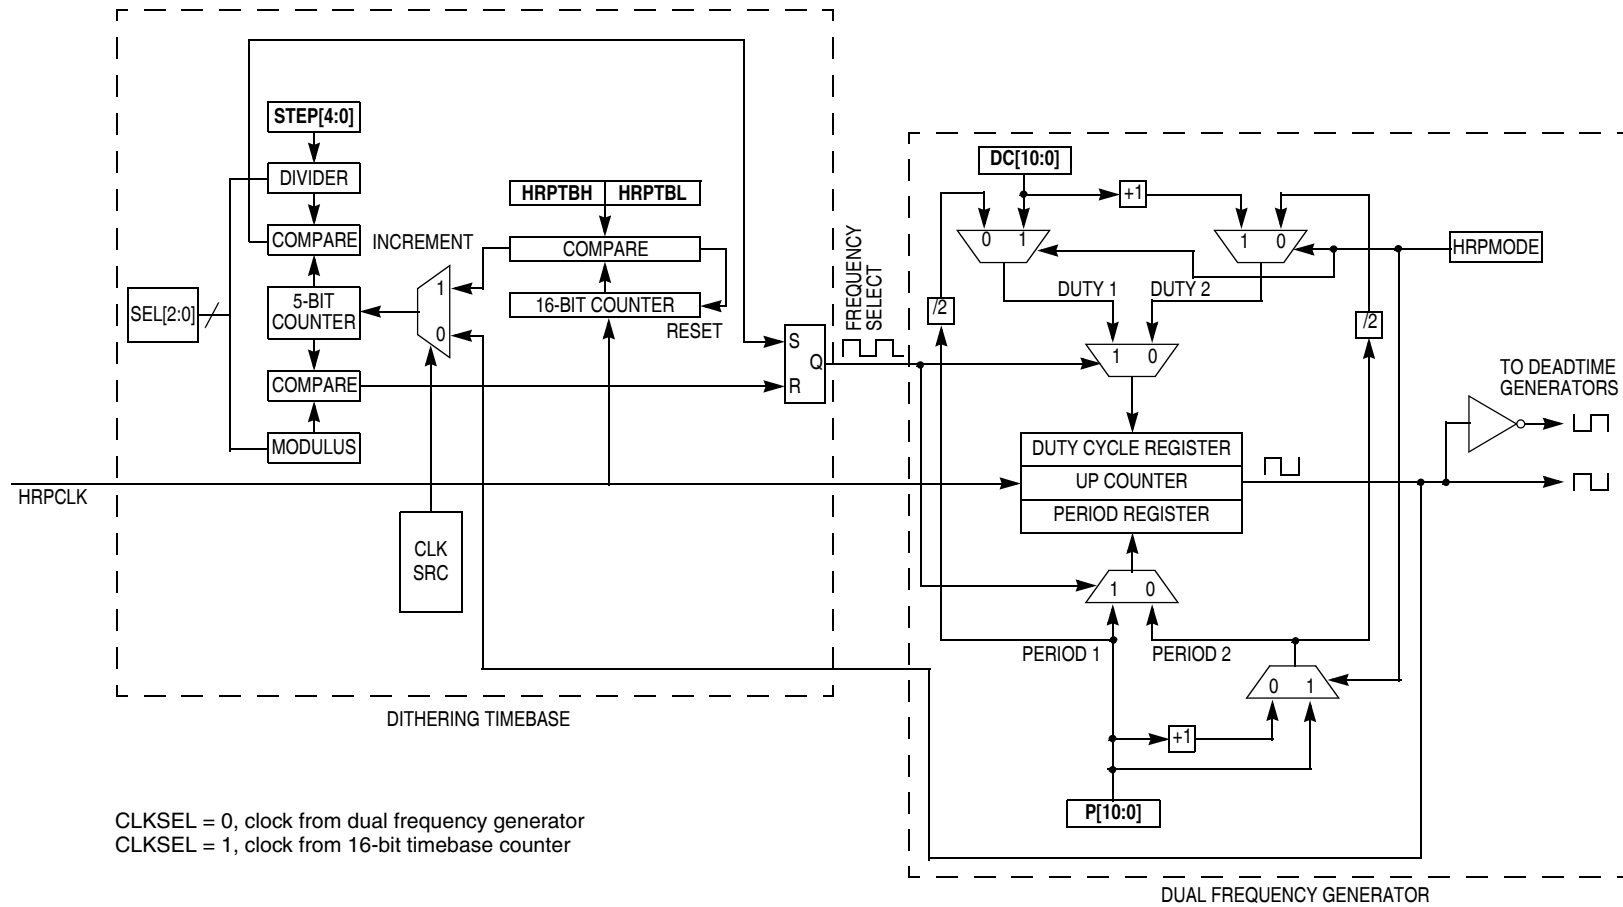 STEP[4:0]
DIVIDER
COMPARE
INCREMENT
SEL[2:0]
5-BIT
COUNTER
COMPARE
MODULUS
1
0
HRPTBH HRPTBL
COMPARE
16-BIT COUNTER
RESET
S
Q
R
FREQUENCY
SELECT
HRPCLK
CLK
SRC
DITHERING TIMEBASE
DC[10:0]
+1
0 1
1 0
HRPMODE
/2
DUTY 1 DUTY 2
/2
1 0
DUTY CYCLE REGISTER
UP COUNTER
PERIOD REGISTER
TO DEADTIME
GENERATORS
1 0
PERIOD 1 PERIOD 2
0 1
+1
P[10:0]
CLKSEL = 0, clock from dual frequency generator
CLKSEL = 1, clock from 16-bit timebase counter
DUAL FREQUENCY GENERATOR